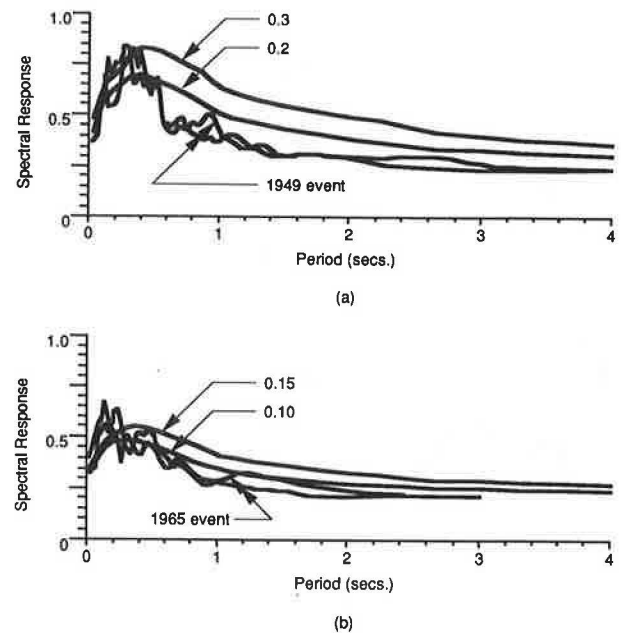 1.0
0.3
0.2
Spectral Response
0.5
1949 event
0
0 1 2 3 4
Period (secs.)
(a)
1.0
0.15
0.10
Spectral Response
0.5
1965 event
0
0 1 2 3 4
Period (secs.)
(b)